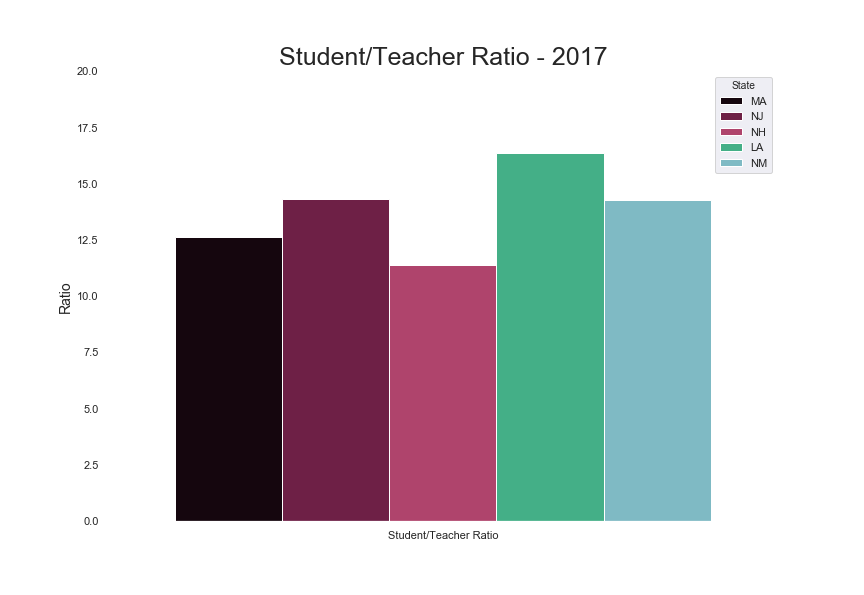 Student/Teacher Ratio - 2017
20.0
17.5
15.0
12.5
10.0
7.5
5.0
2.5
0.0
Ratio
Student/Teacher Ratio
State
MA
NJ
NH
LA
NM